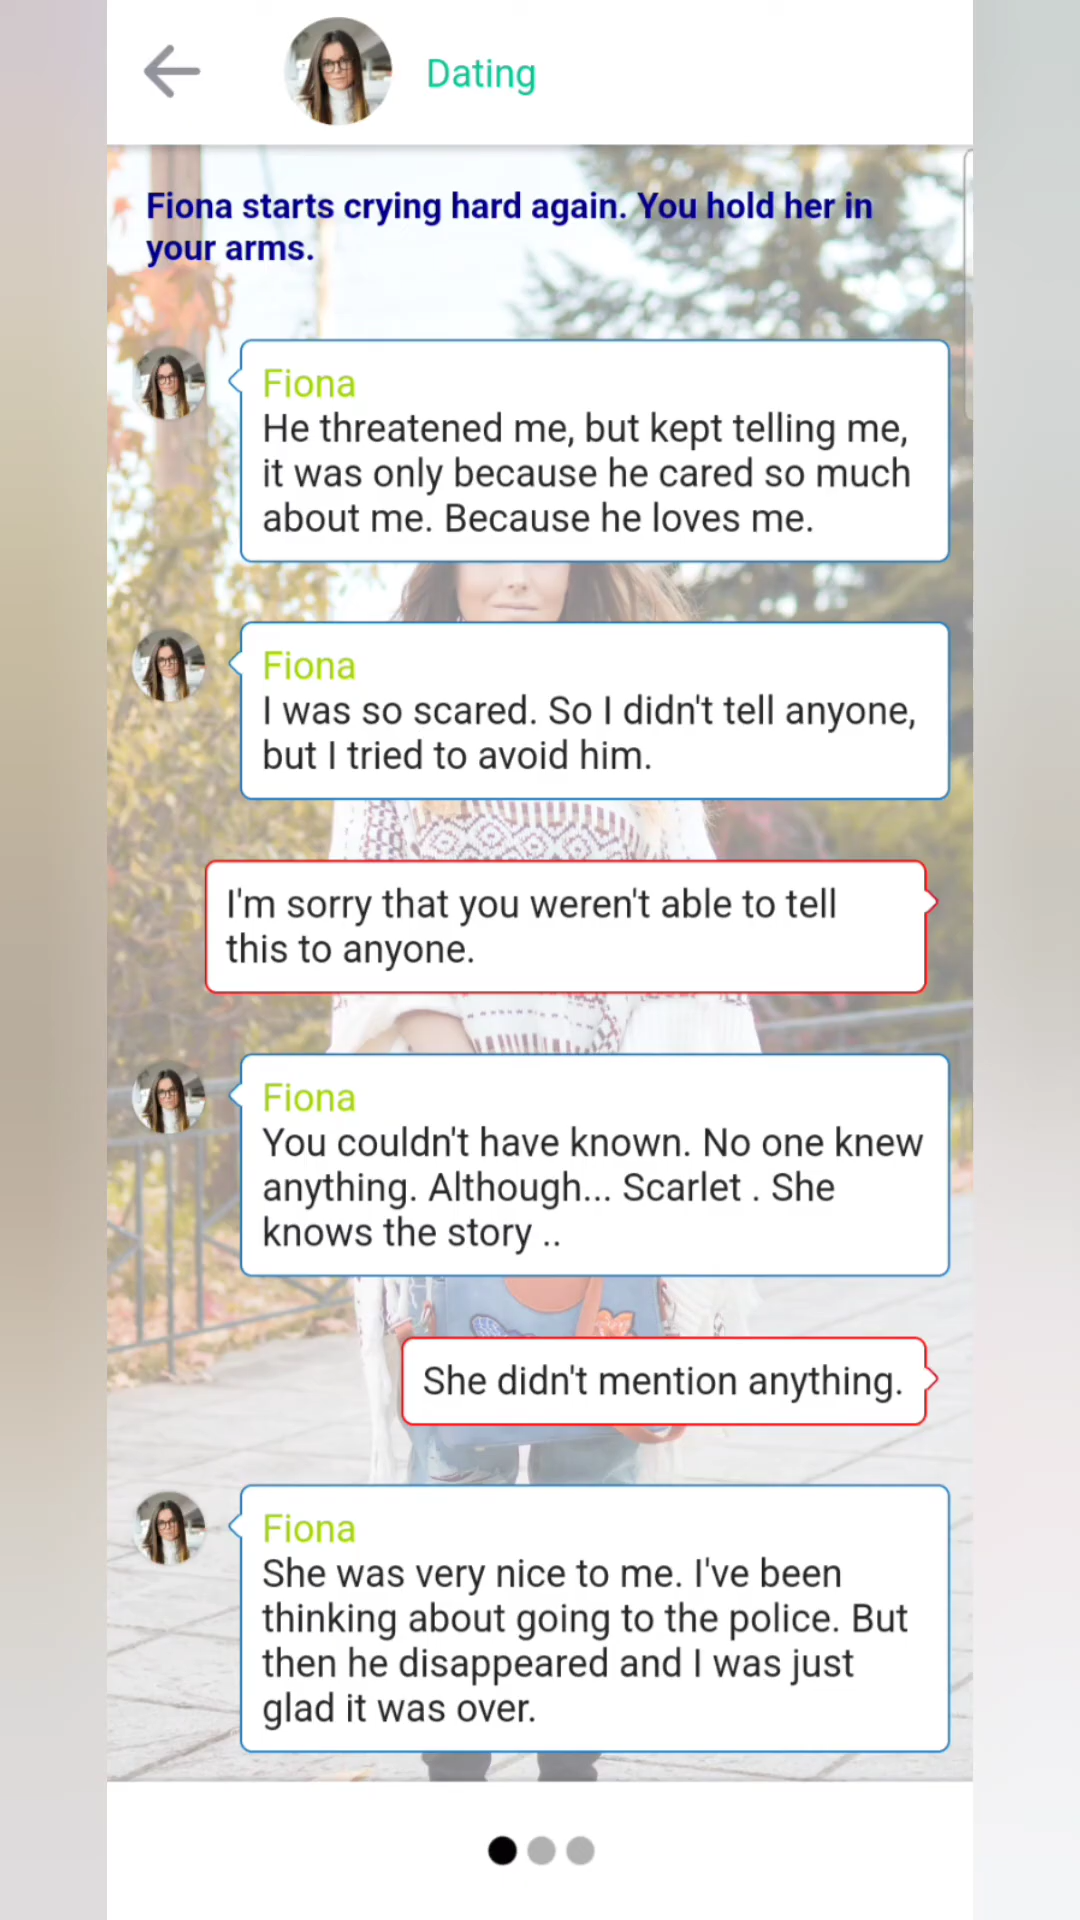 Dating
Fiona starts crying hard again. You hold her in
your arms.
Fiona
He threatened me, but kept telling me,
it was only because he cared so much
about me. Because he loves me.
Fiona
I was so scared. So I didn't tell anyone,
but I tried to avoid him.
I'm sorry that you weren't able to tell
this to anyone.
Fiona
You couldn't have known. No one knew
anything. Although... Scarlet . She
knows the story ..
She didn't mention anything.
Fiona
She was very nice to me. I've been
thinking about going to the police. But
then he disappeared and I was just
glad it was over.